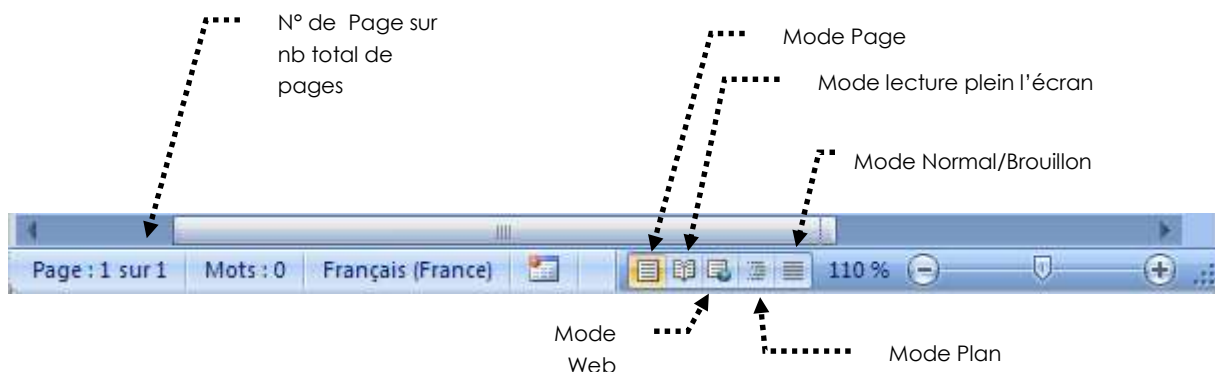 N° de Page sur
nb total de
pages
Mode Page
Mode lecture plein l'écran
Mode Normal/Brouillon
Page : 1 sur 1 Mots : 0 Français (France) 110 %
Mode
Web
Mode Plan